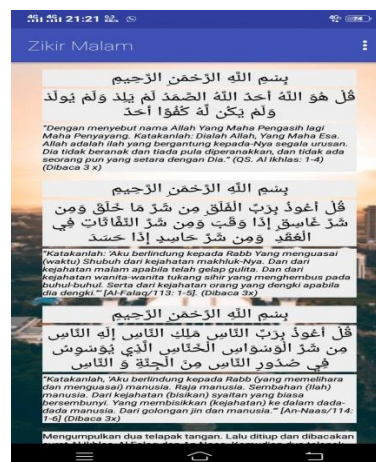 21:21
Zikir Malam
بِسْمِ اللَّهِ الرَّحْمَنِ الرَّحِيمِ
قُلْ هُوَ اللَّهُ أَحَدٌ اللَّهُ الصَّمَدُ لَمْ يَلِدْ وَلَمْ يُولَدْ
وَلَمْ يَكُن لَّهُ كُفُوًا أَحَدٌ
"Dengan menyebut nama Allah Yang Maha Pengasih lagi
Maha Penyayang. Katakanlah: Dialah Allah, Yang Maha Esa.
Allah adalah ilah yang bergantung kepada-Nya segala urusan.
Dia tidak beranak dan tiada pula diperanakkan, dan tidak ada
seorang pun yang setara dengan Dia." (QS. Al Ikhlas: 1-4)
(Dibaca 3 x)
بِسْمِ اللَّهِ الرَّحْمَنِ الرَّحِيمِ
قُلْ أَعُوذُ بِرَبِّ الْفَلَقِ مِن شَرِّ مَا خَلَقَ وَمِن
شَرِّ غَاسِقٍ إِذَا وَقَبَ وَمِن شَرِّ النَّفَّاثَاتِ فِي
الْعُقَدِ وَمِن شَرِّ حَاسِدٍ إِذَا حَسَدَ
"Katakanlah: 'Aku berlindung kepada Rabb Yang menguasai
(waktu) Shubuh dari kejahatan makhluk-Nya. Dan dari
kejahatan malam apabila telah gelap gulita. Dan dari
kejahatan wanita-wanita tukang sihir yang menghembus pada
buhul-buhul. Serta dari kejahatan orang yang dengki apabila
dia dengki.'" [Al-Falaq/113: 1-5]. (Dibaca 3x)
بِسْمِ اللَّهِ الرَّحْمَنِ الرَّحِيمِ
قُلْ أَعُوذُ بِرَبِّ النَّاسِ مَلِكِ النَّاسِ إِلَهِ النَّاسِ
مِن شَرِّ الْوَسْوَاسِ الْخَنَّاسِ الَّذِي يُوَسْوِسُ
فِي صُدُورِ النَّاسِ مِنَ الْجِنَّةِ وَ النَّاسِ
"Katakanlah, 'Aku berlindung kepada Rabb (yang memelihara
dan menguasai) manusia. Raja manusia. Sembahan (Ilah)
manusia. Dari kejahatan (bisikan) syaitan yang biasa
bersembunyi. Yang membisikkan (kejahatan) ke dalam dada-
dada manusia. Dari golongan jin dan manusia.'" [An-Naas/114:
1-6] (Dibaca 3x)
Mengumpulkan dua telapak tangan. Lalu ditiup dan dibacakan